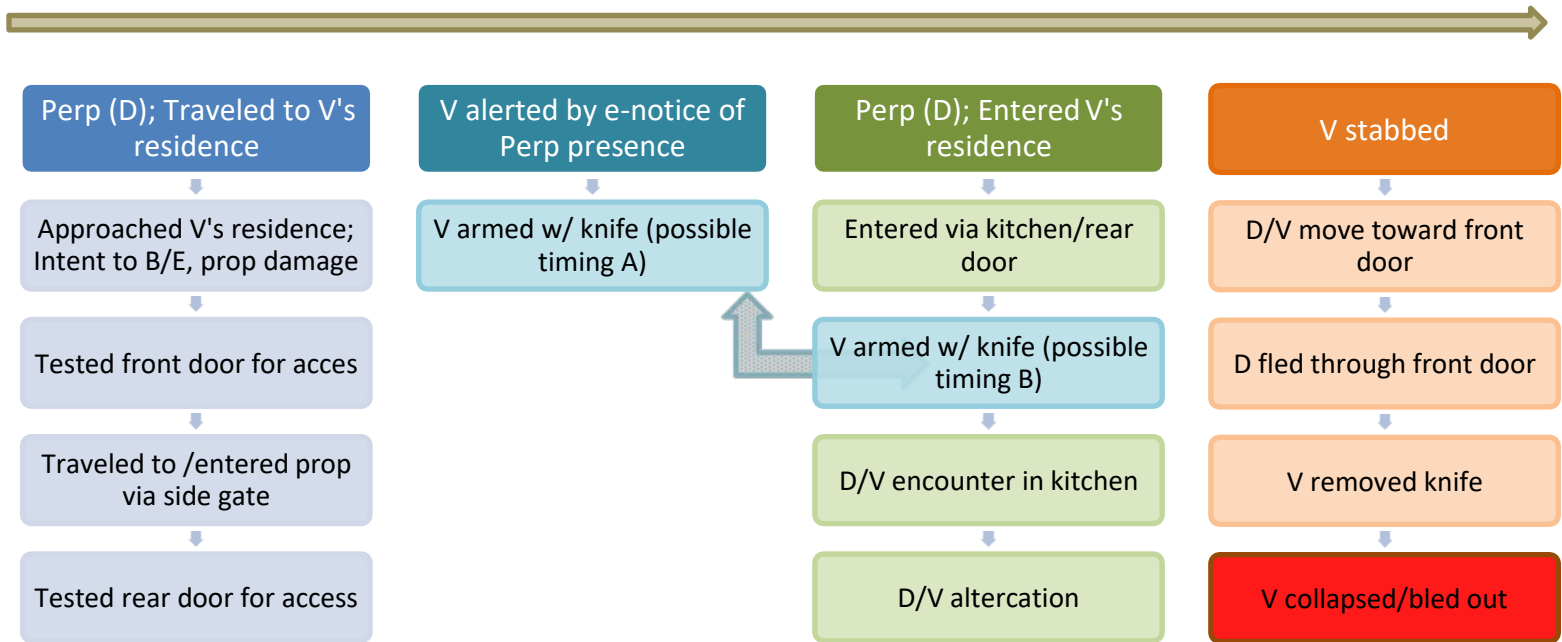 Perp (D); Traveled to V's
residence
Approached V's residence;
Intent to B/E, prop damage
Tested front door for acces
Traveled to /entered prop
via side gate
Tested rear door for access
V alerted by e-notice of
Perp presence
V armed w/ knife (possible
timing A)
Perp (D); Entered V's
residence
Entered via kitchen/rear
door
V armed w/ knife (possible
timing B)
D/V encounter in kitchen
D/V altercation
V stabbed
D/V move toward front
door
D fled through front door
V removed knife
V collapsed/bled out